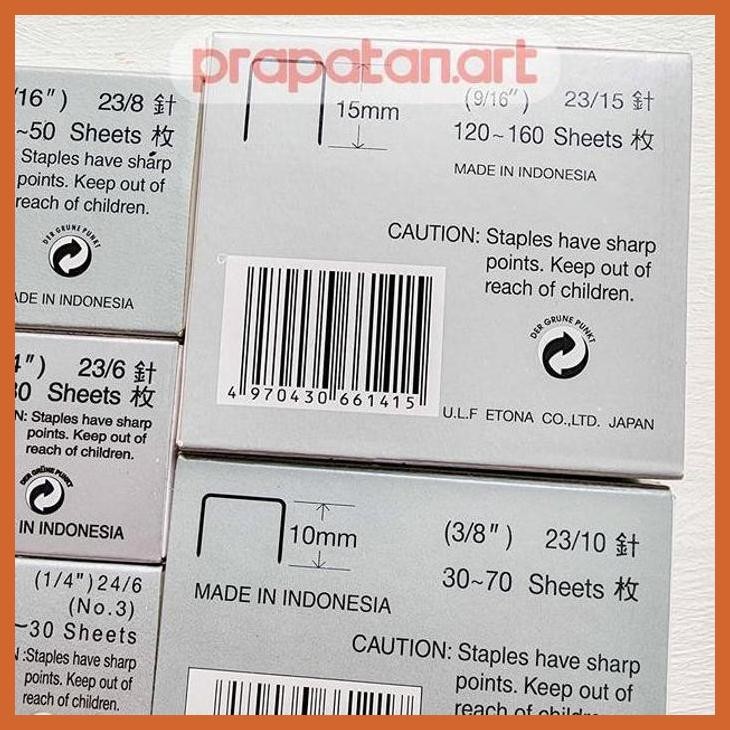 prapatan.art
/16") 23/8 針
~50 Sheets 枚
Staples have sharp
points. Keep out of
reach of children.
DER GRÜNE PUNKT
ADE IN INDONESIA
15mm
(9/16") 23/15 針
120~160 Sheets 枚
MADE IN INDONESIA
CAUTION: Staples have sharp
points. Keep out of
reach of children.
DER GRÜNE PUNKT
4 970430 661415
U.L.F ETONA CO.,LTD. JAPAN
4") 23/6 針
30 Sheets 枚
N: Staples have sharp
points. Keep out of
reach of children.
DER GRÜNE PUNKT
IN INDONESIA
(1/4") 24/6
(No.3)
~30 Sheets
N :Staples have sharp
points. Keep out of
reach of children.
10mm
(3/8") 23/10 針
30~70 Sheets 枚
MADE IN INDONESIA
CAUTION: Staples have sharp
points. Keep out of
reach of children.